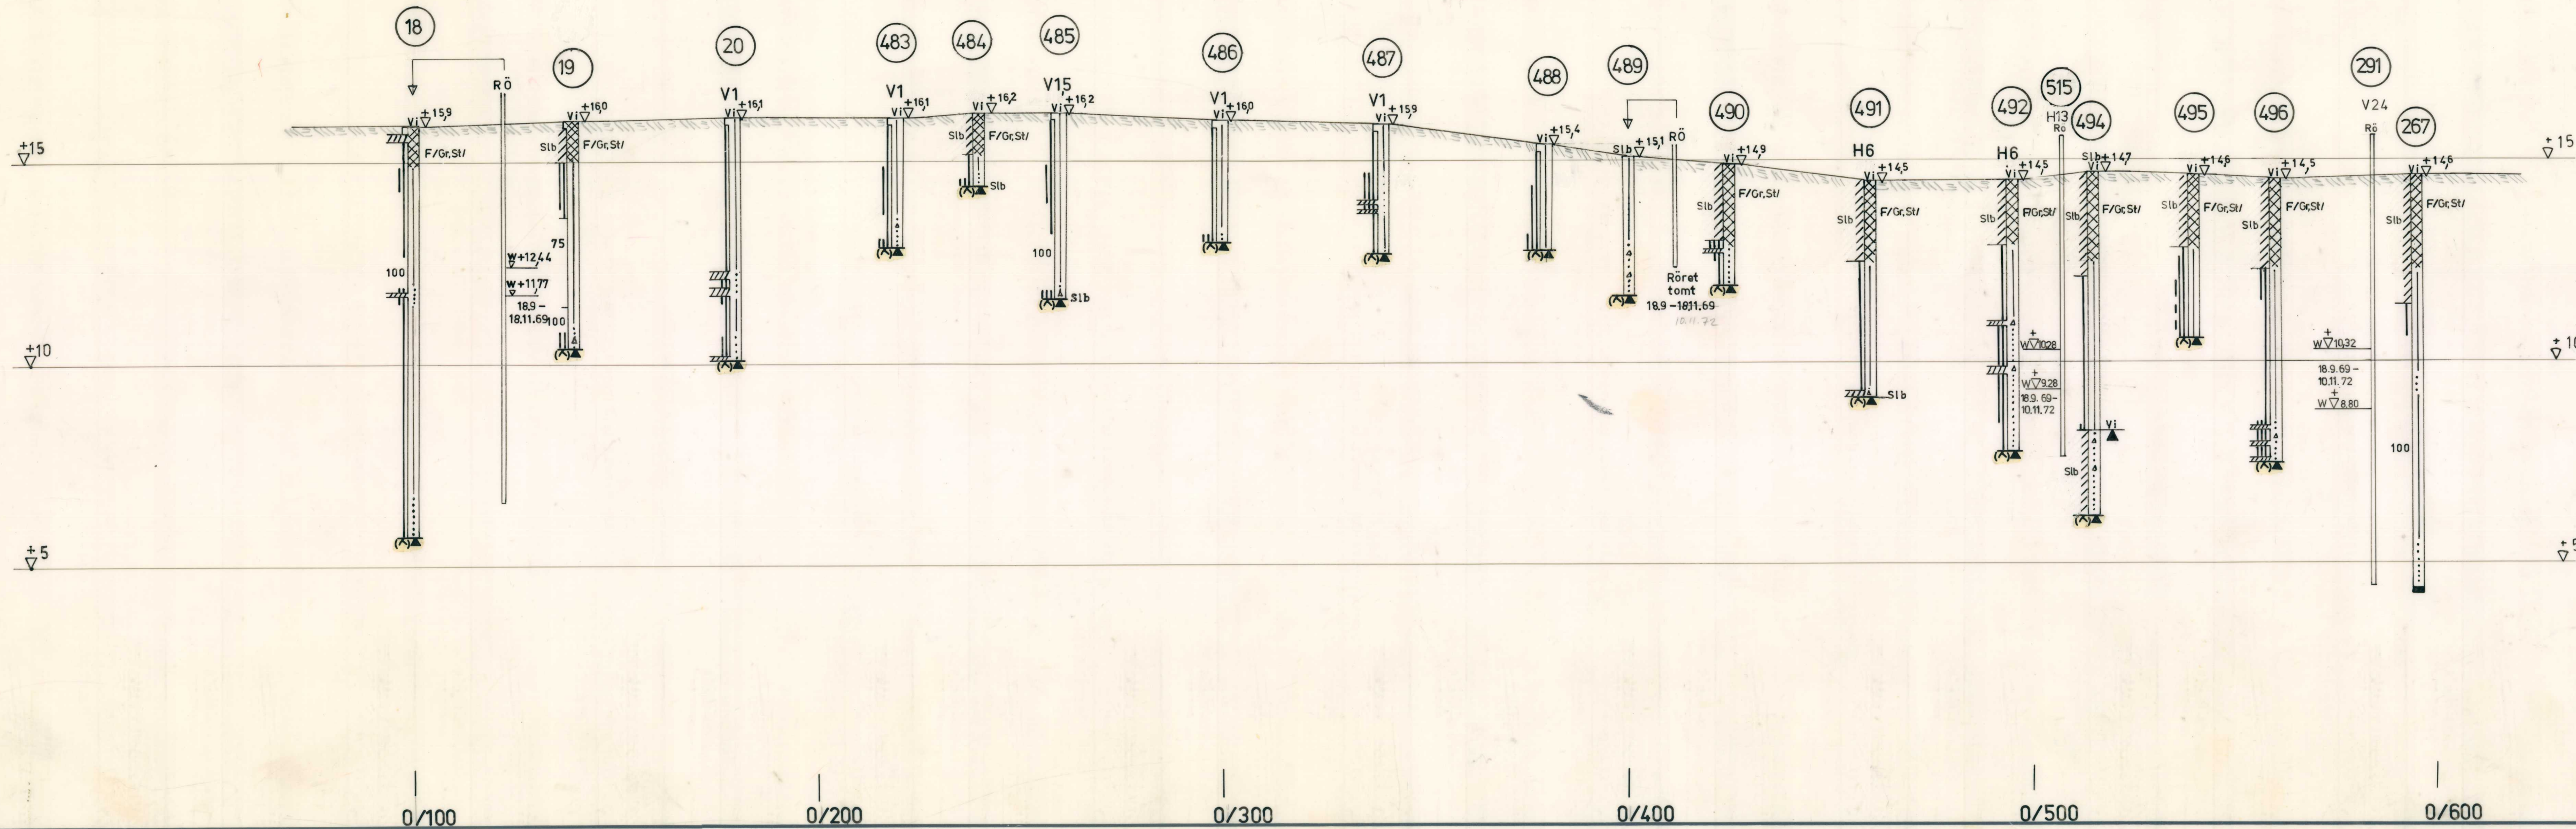 18
19
20
483
484
485
486
487
488
489
490
491
492
515
494
495
496
291
267
RÖ
V1
V1
V1,5
V1
V1
RÖ
H6
H6
H13
Rö
V24
Rö
Vi +15,9
Vi +16,0
Vi +16,1
Vi +16,1
Vi +16,2
Vi +16,2
Vi +16,0
Vi +15,9
Vi +15,4
Slb +15,1
Vi +14,9
Vi +14,5
Vi +14,5
Slb
Vi +14,7
Vi +14,6
Vi +14,5
Vi +14,6
+15
+15
F/Gr,St/
Slb
F/Gr,St/
Slb
F/Gr,St/
Slb
Slb
F/Gr,St/
Slb
F/Gr,St/
Slb
F/Gr,St/
Slb
F/Gr,St/
Slb
F/Gr,St/
Slb
F/Gr,St/
Slb
F/Gr,St/
75
100
W+12,44
W+11,77
18.9 –
18.11.69
100
100
Slb
Röret
tomt
18.9 –18.11.69
10.11.72
+10
Slb
+
W 10.28
+
W 9.28
18.9.69–
10.11.72
Vi
Slb
+
W 10,32
18.9.69 –
10.11.72
+
W 8.80
100
+5
0/100
0/200
0/300
0/400
0/500
0/600